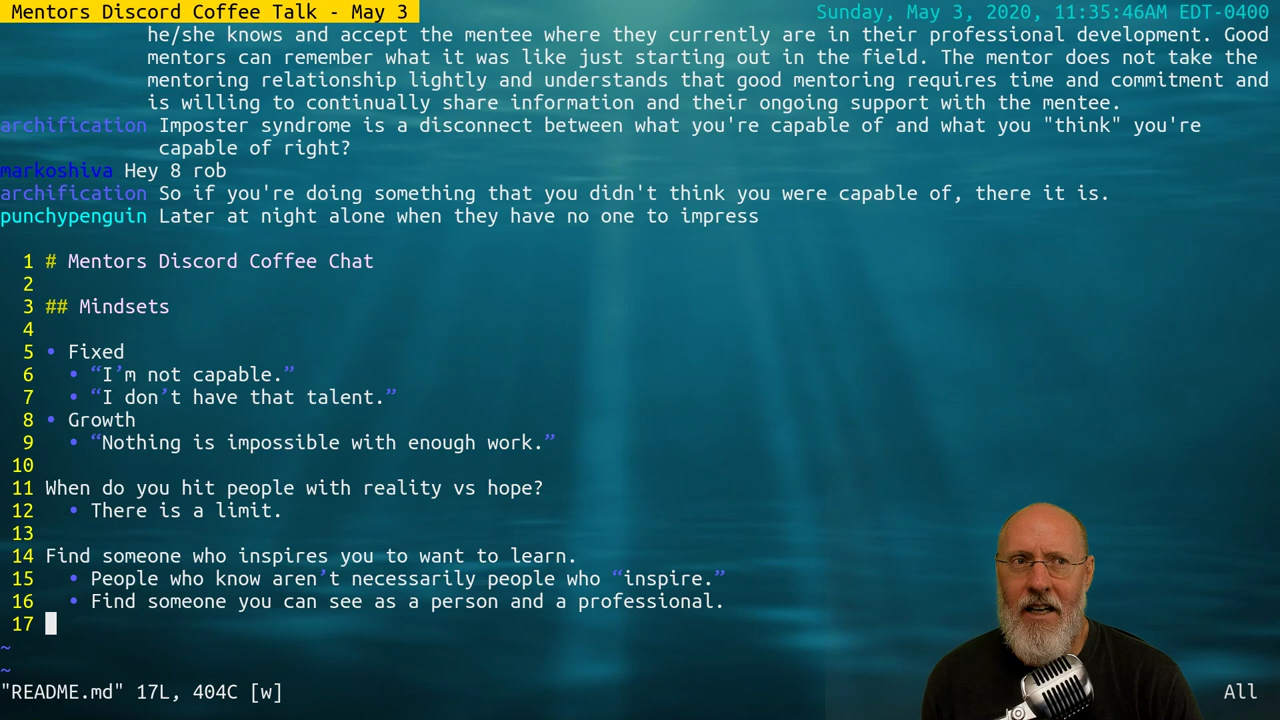 Mentors Discord Coffee Talk - May 3
Sunday, May 3, 2020, 11:35:46AM EDT-0400
he/she knows and accept the mentee where they currently are in their professional development. Good
mentors can remember what it was like just starting out in the field. The mentor does not take the
mentoring relationship lightly and understands that good mentoring requires time and commitment and
is willing to continually share information and their ongoing support with the mentee.
archification Imposter syndrome is a disconnect between what you're capable of and what you "think" you're
capable of right?
markoshiva Hey 8 rob
archification So if you're doing something that you didn't think you were capable of, there it is.
punchypenguin Later at night alone when they have no one to impress
1 # Mentors Discord Coffee Chat
2
3 ## Mindsets
4
5 • Fixed
6 • “I’m not capable.”
7 • “I don’t have that talent.”
8 • Growth
9 • “Nothing is impossible with enough work.”
10
11 When do you hit people with reality vs hope?
12 • There is a limit.
13
14 Find someone who inspires you to want to learn.
15 • People who know aren’t necessarily people who “inspire.”
16 • Find someone you can see as a person and a professional.
17
~
~
"README.md" 17L, 404C [w]
All